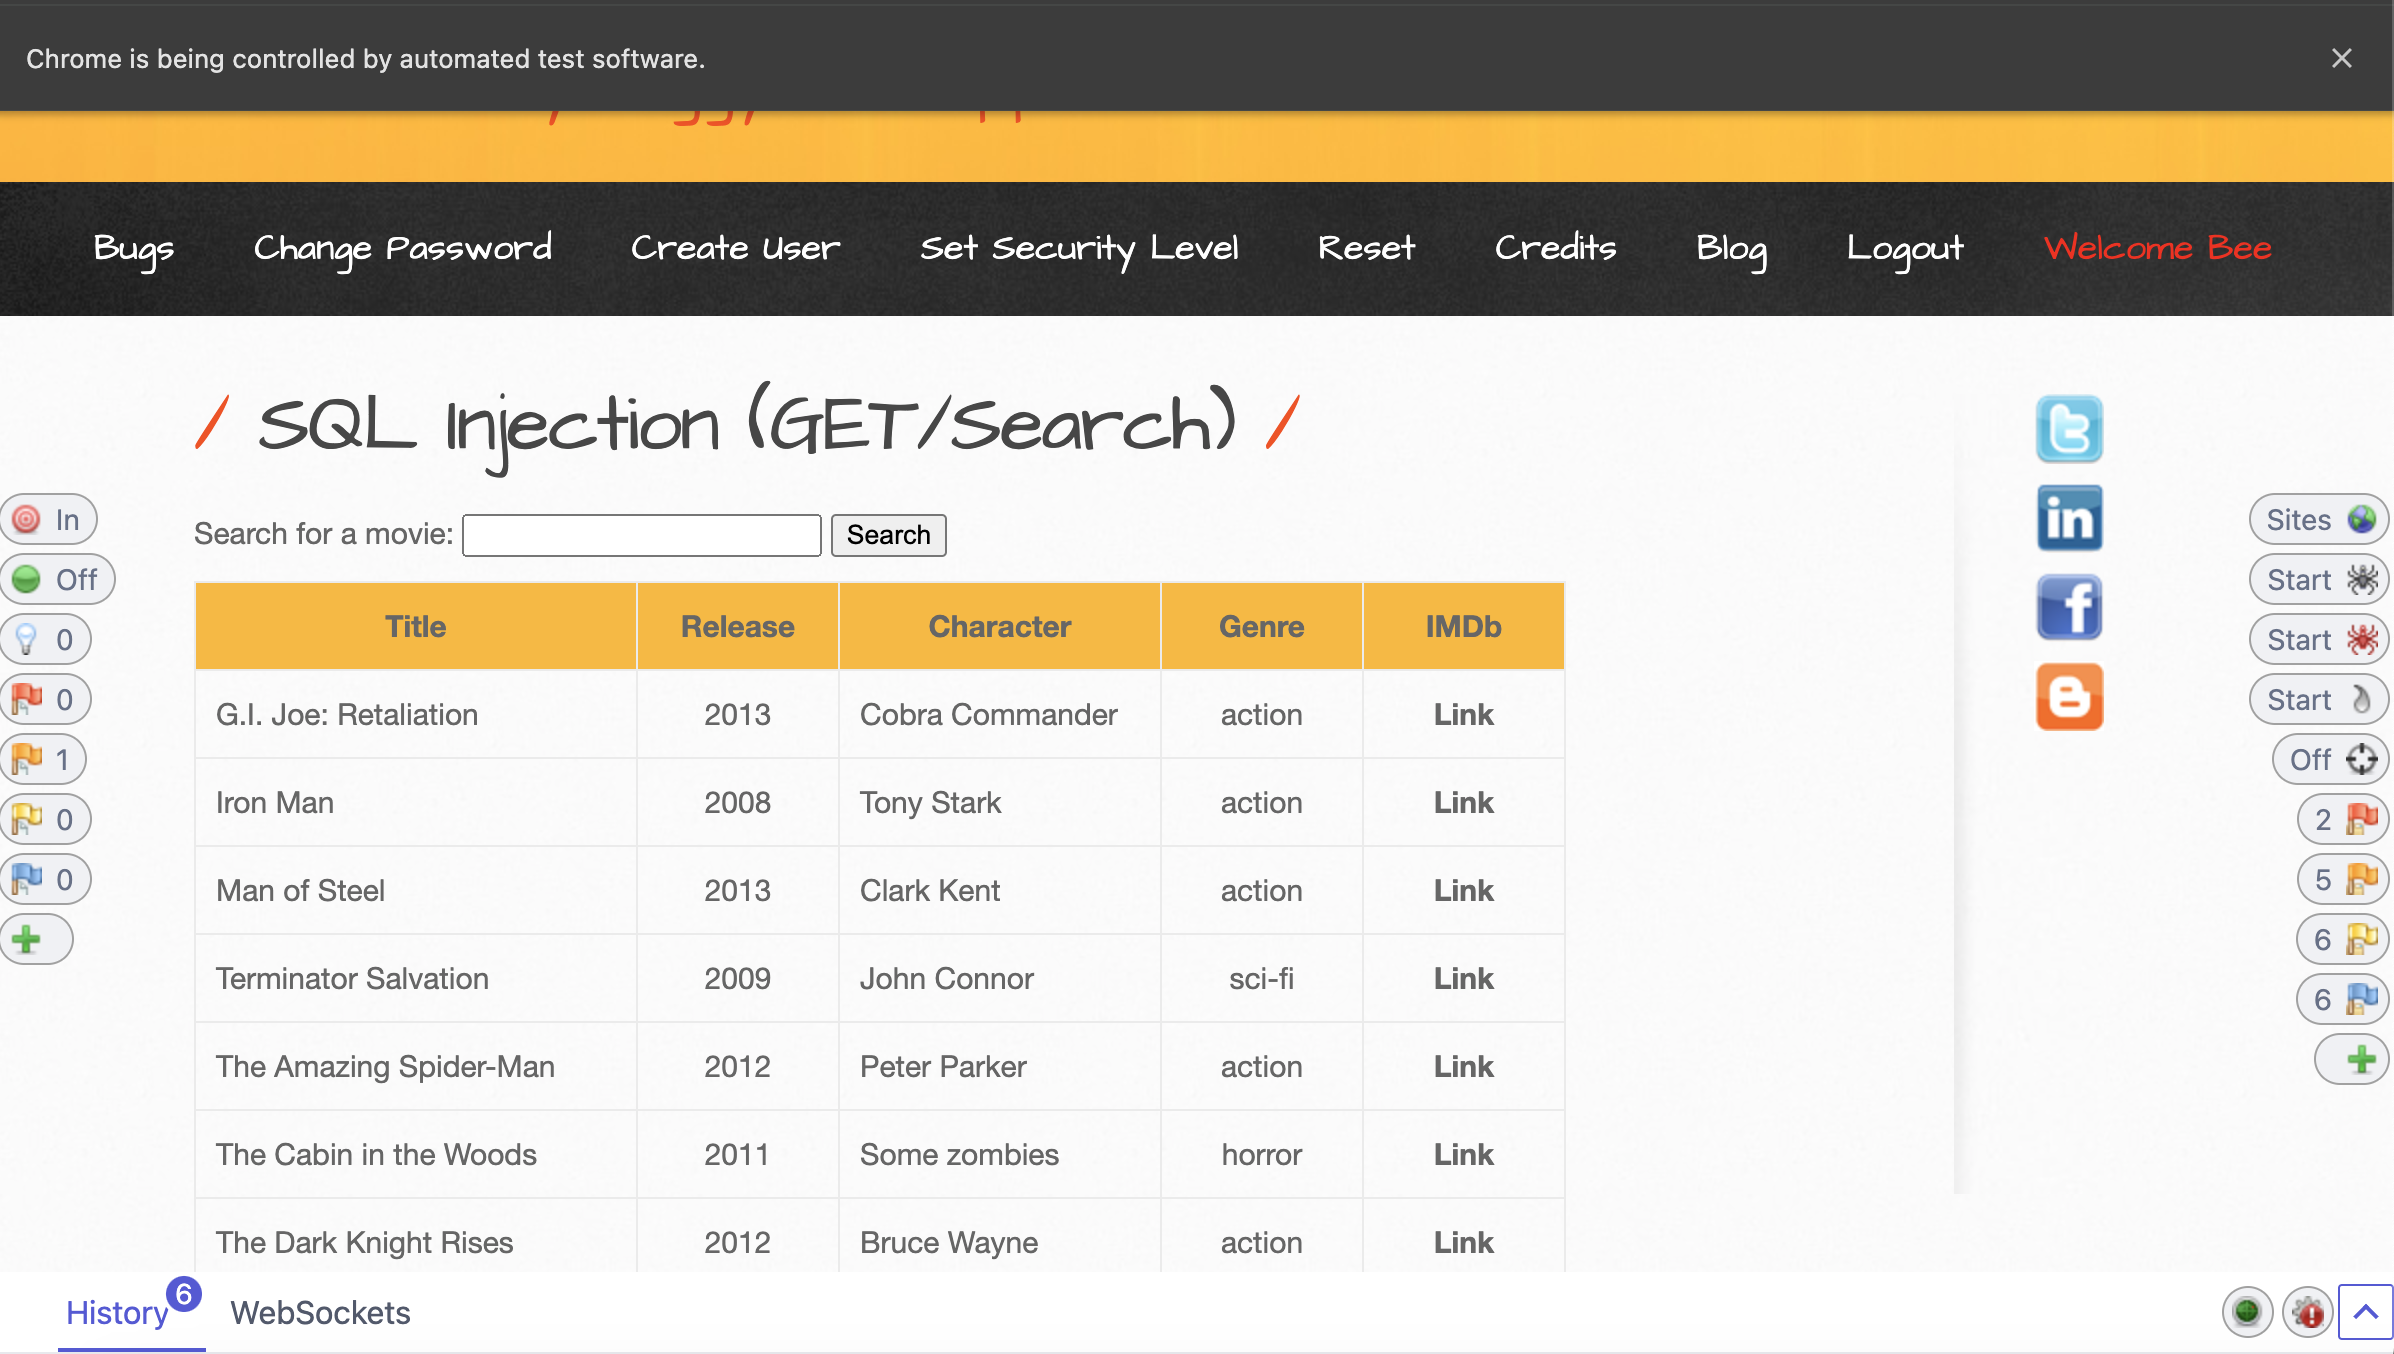 Chrome is being controlled by automated test software.
Bugs Change Password Create User Set Security Level Reset Credits Blog Logout Welcome Bee
/ SQL Injection (GET/Search) /
Search for a movie: Search
Title Release Character Genre IMDb
G.I. Joe: Retaliation 2013 Cobra Commander action Link
Iron Man 2008 Tony Stark action Link
Man of Steel 2013 Clark Kent action Link
Terminator Salvation 2009 John Connor sci-fi Link
The Amazing Spider-Man 2012 Peter Parker action Link
The Cabin in the Woods 2011 Some zombies horror Link
The Dark Knight Rises 2012 Bruce Wayne action Link
In
Off
0
0
1
0
0
Sites
Start
Start
Start
Off
2
5
6
6
History 6 WebSockets